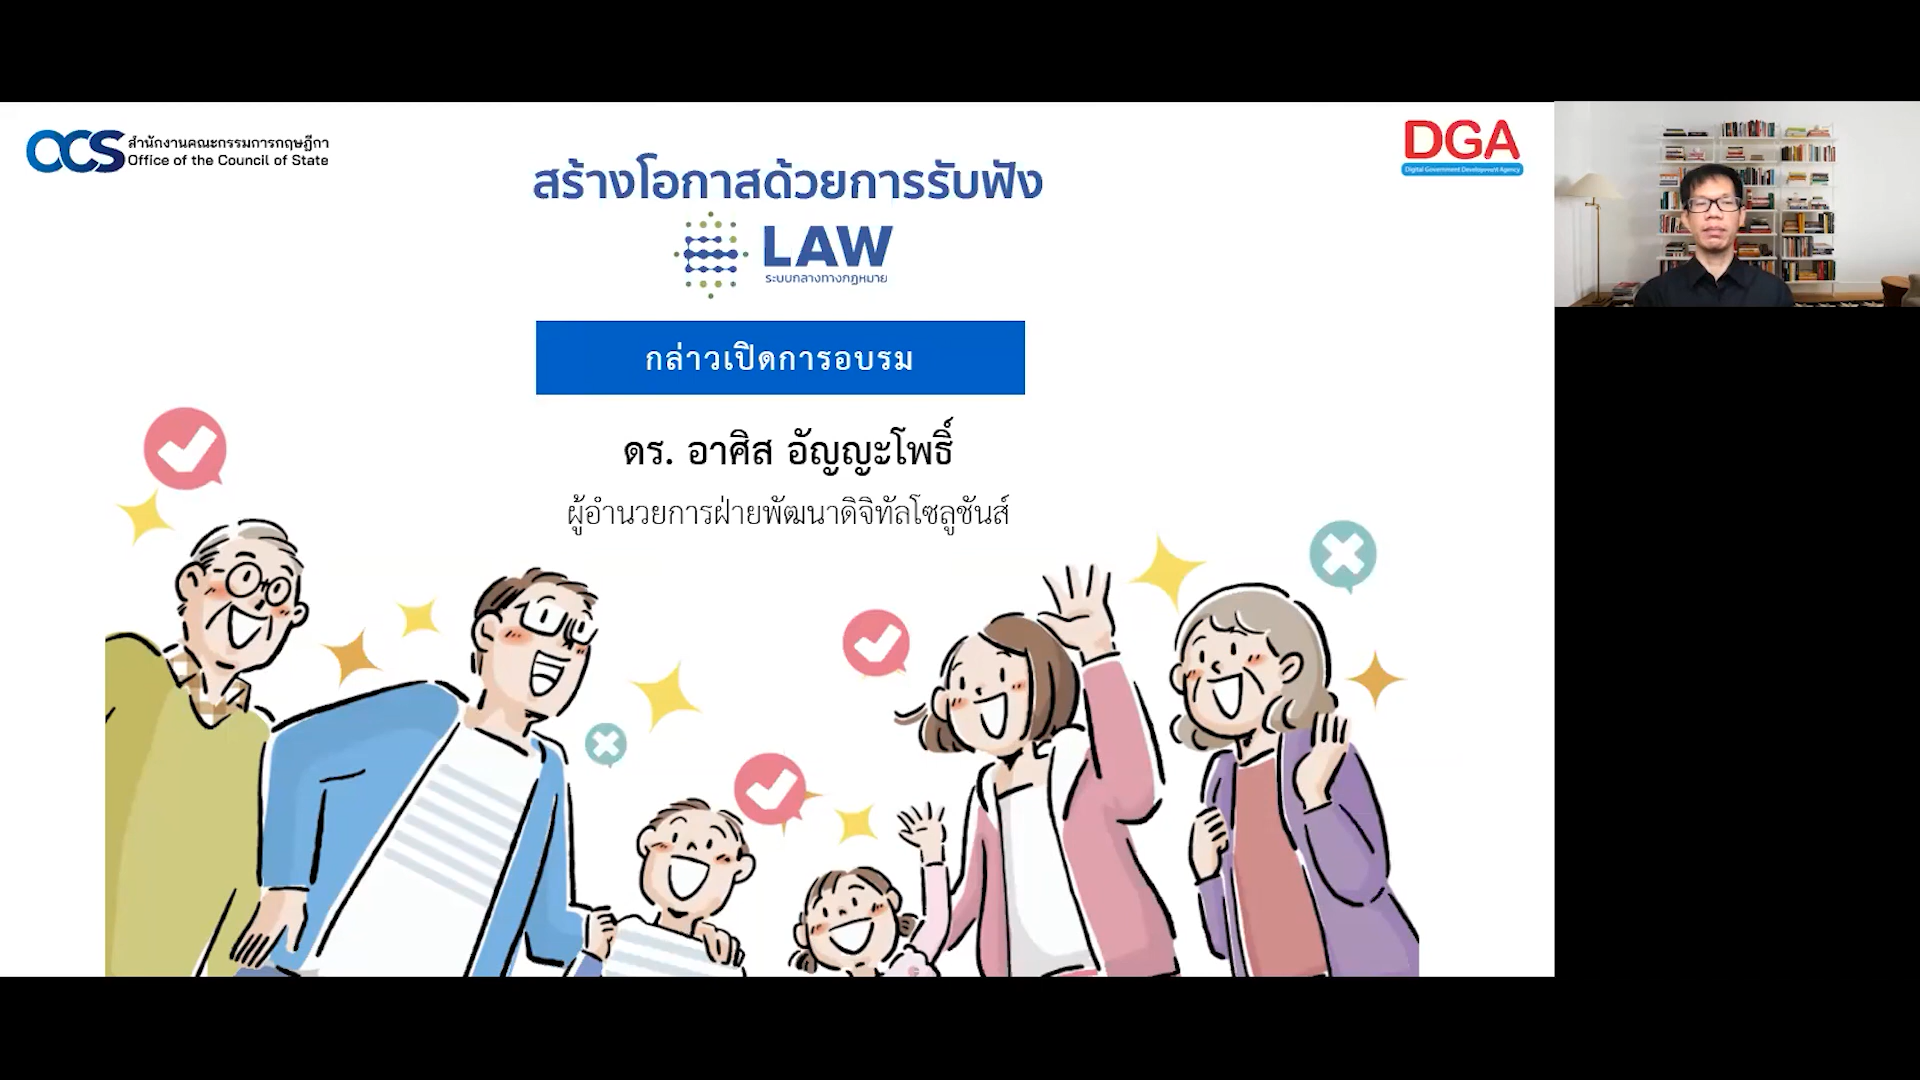 OCS สำนักงานคณะกรรมการกฤษฎีกา
Office of the Council of State
DGA
Digital Government Development Agency
สร้างโอกาสด้วยการรับฟัง
LAW
ระบบกลางทางกฎหมาย
กล่าวเปิดการอบรม
ดร. อาศิส อัญญะโพธิ์
ผู้อำนวยการฝ่ายพัฒนาดิจิทัลโซลูชันส์